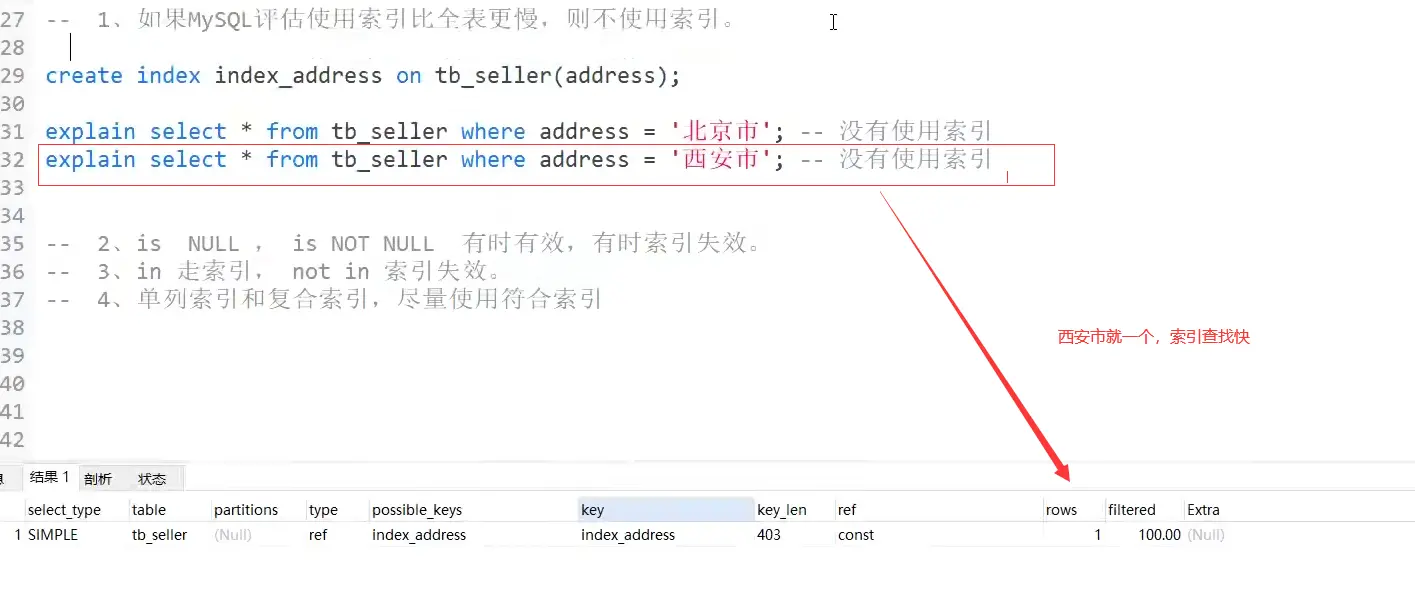 27 -- 1、如果MySQL评估使用索引比全表更慢，则不使用索引。
28
29 create index index_address on tb_seller(address);
30
31 explain select * from tb_seller where address = '北京市'; -- 没有使用索引
32 explain select * from tb_seller where address = '西安市'; -- 没有使用索引
33
34
35 -- 2、is NULL ， is NOT NULL 有时有效，有时索引失效。
36 -- 3、in 走索引， not in 索引失效。
37 -- 4、单列索引和复合索引，尽量使用符合索引
38
西安市就一个，索引查找快
39
40
41
42
结果 1 剖析 状态
select_type table partitions type possible_keys key key_len ref rows filtered Extra
1 SIMPLE tb_seller (Null) ref index_address index_address 403 const 1 100.00 (Null)